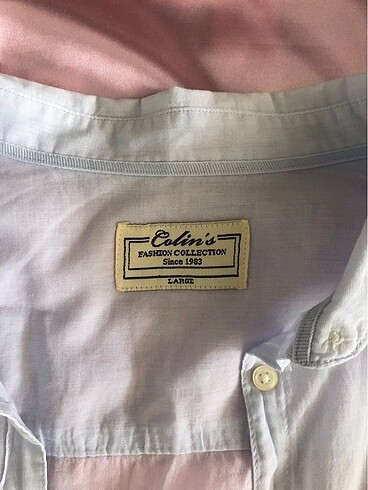 Colin's
FASHION COLLECTION
Since 1983
LARGE